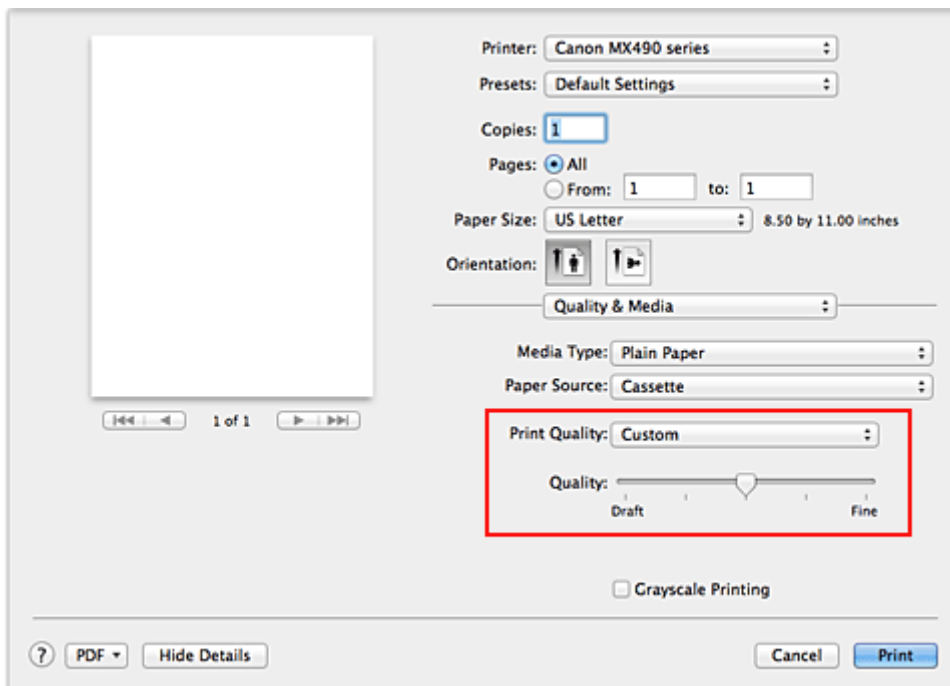 Printer: Canon MX490 series
Presets: Default Settings
Copies: 1
Pages: All
From: 1 to: 1
Paper Size: US Letter 8.50 by 11.00 inches
Orientation:
Quality & Media
Media Type: Plain Paper
Paper Source: Cassette
1 of 1
Print Quality: Custom
Quality:
Draft Fine
Grayscale Printing
? PDF Hide Details Cancel Print